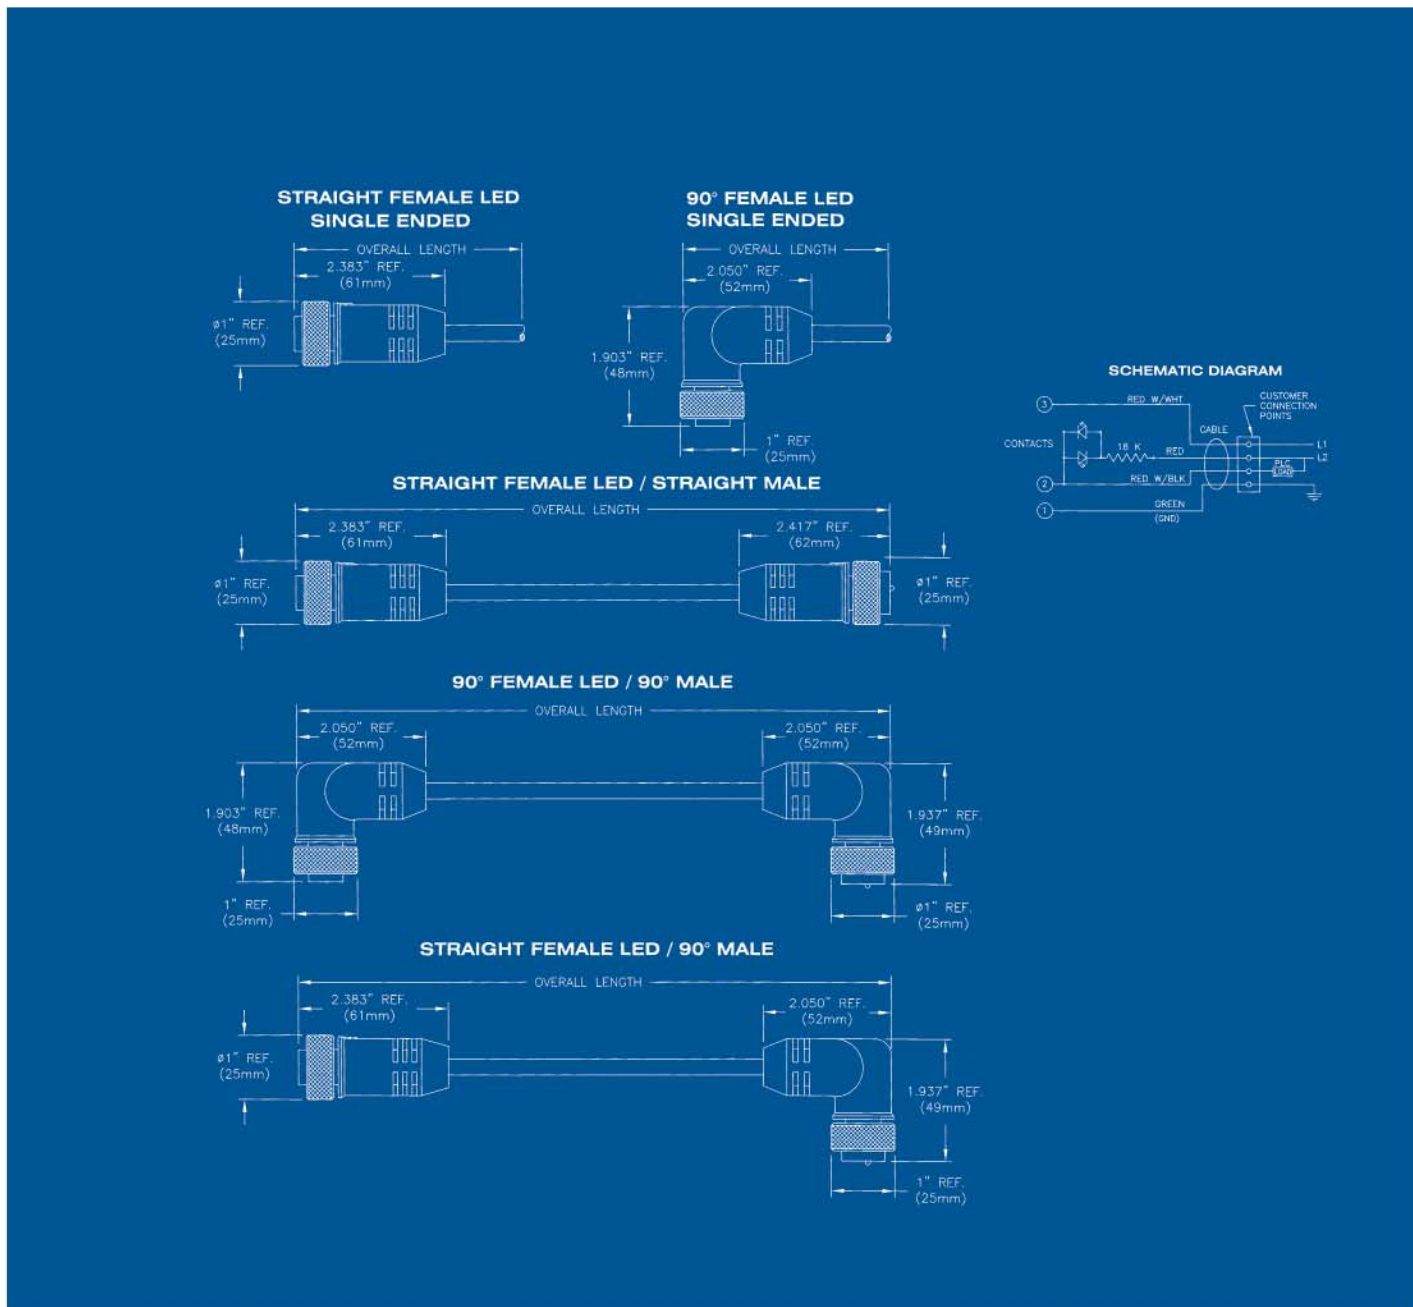 STRAIGHT FEMALE LED
SINGLE ENDED
OVERALL LENGTH
2.383" REF.
(61mm)
ø1" REF.
(25mm)
90° FEMALE LED
SINGLE ENDED
OVERALL LENGTH
2.050" REF.
(52mm)
1.903" REF.
(48mm)
1" REF.
(25mm)
SCHEMATIC DIAGRAM
CUSTOMER
CONNECTION
POINTS
3
RED W/WHT
CABLE
CONTACTS
18 K
RED
L1
L2
PLC
LOAD
2
RED W/BLK
1
GREEN
(GND)
STRAIGHT FEMALE LED / STRAIGHT MALE
OVERALL LENGTH
2.383" REF.
(61mm)
2.417" REF.
(62mm)
ø1" REF.
(25mm)
ø1" REF.
(25mm)
90° FEMALE LED / 90° MALE
OVERALL LENGTH
2.050" REF.
(52mm)
2.050" REF.
(52mm)
1.903" REF.
(48mm)
1.937" REF.
(49mm)
1" REF.
(25mm)
ø1" REF.
(25mm)
STRAIGHT FEMALE LED / 90° MALE
OVERALL LENGTH
2.383" REF.
(61mm)
2.050" REF.
(52mm)
ø1" REF.
(25mm)
1.937" REF.
(49mm)
1" REF.
(25mm)